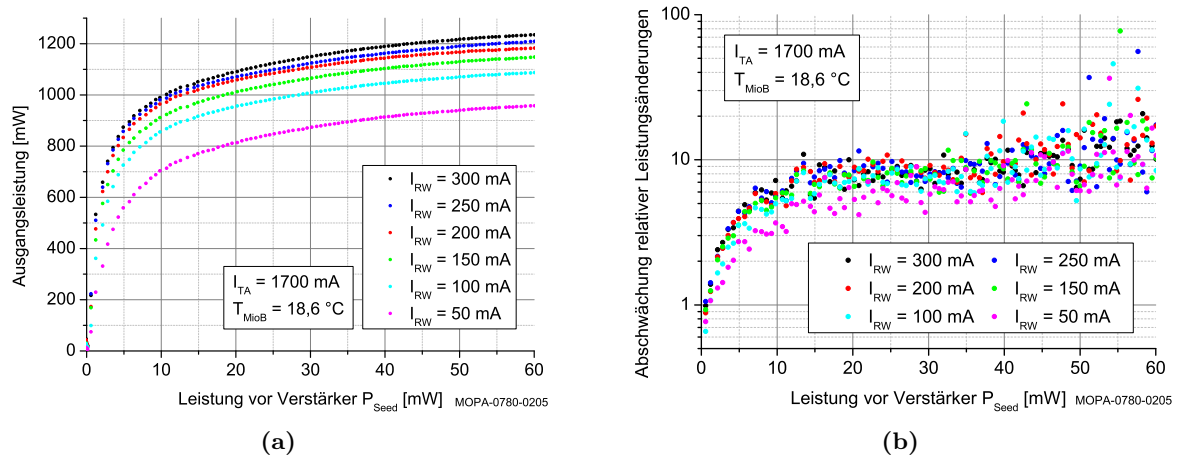 1200
1000
800
600
400
200
0
Ausgangsleistung [mW]
I_RW = 300 mA
I_RW = 250 mA
I_RW = 200 mA
I_RW = 150 mA
I_RW = 100 mA
I_RW = 50 mA
I_TA = 1700 mA
T_MioB = 18,6 °C
0 10 20 30 40 50 60
Leistung vor Verstärker P_Seed [mW] MOPA-0780-0205
(a)
100
10
1
Abschwächung relativer Leistungsänderungen
I_TA = 1700 mA
T_MioB = 18,6 °C
I_RW = 300 mA I_RW = 250 mA
I_RW = 200 mA I_RW = 150 mA
I_RW = 100 mA I_RW = 50 mA
0 10 20 30 40 50 60
Leistung vor Verstärker P_Seed [mW] MOPA-0780-0205
(b)